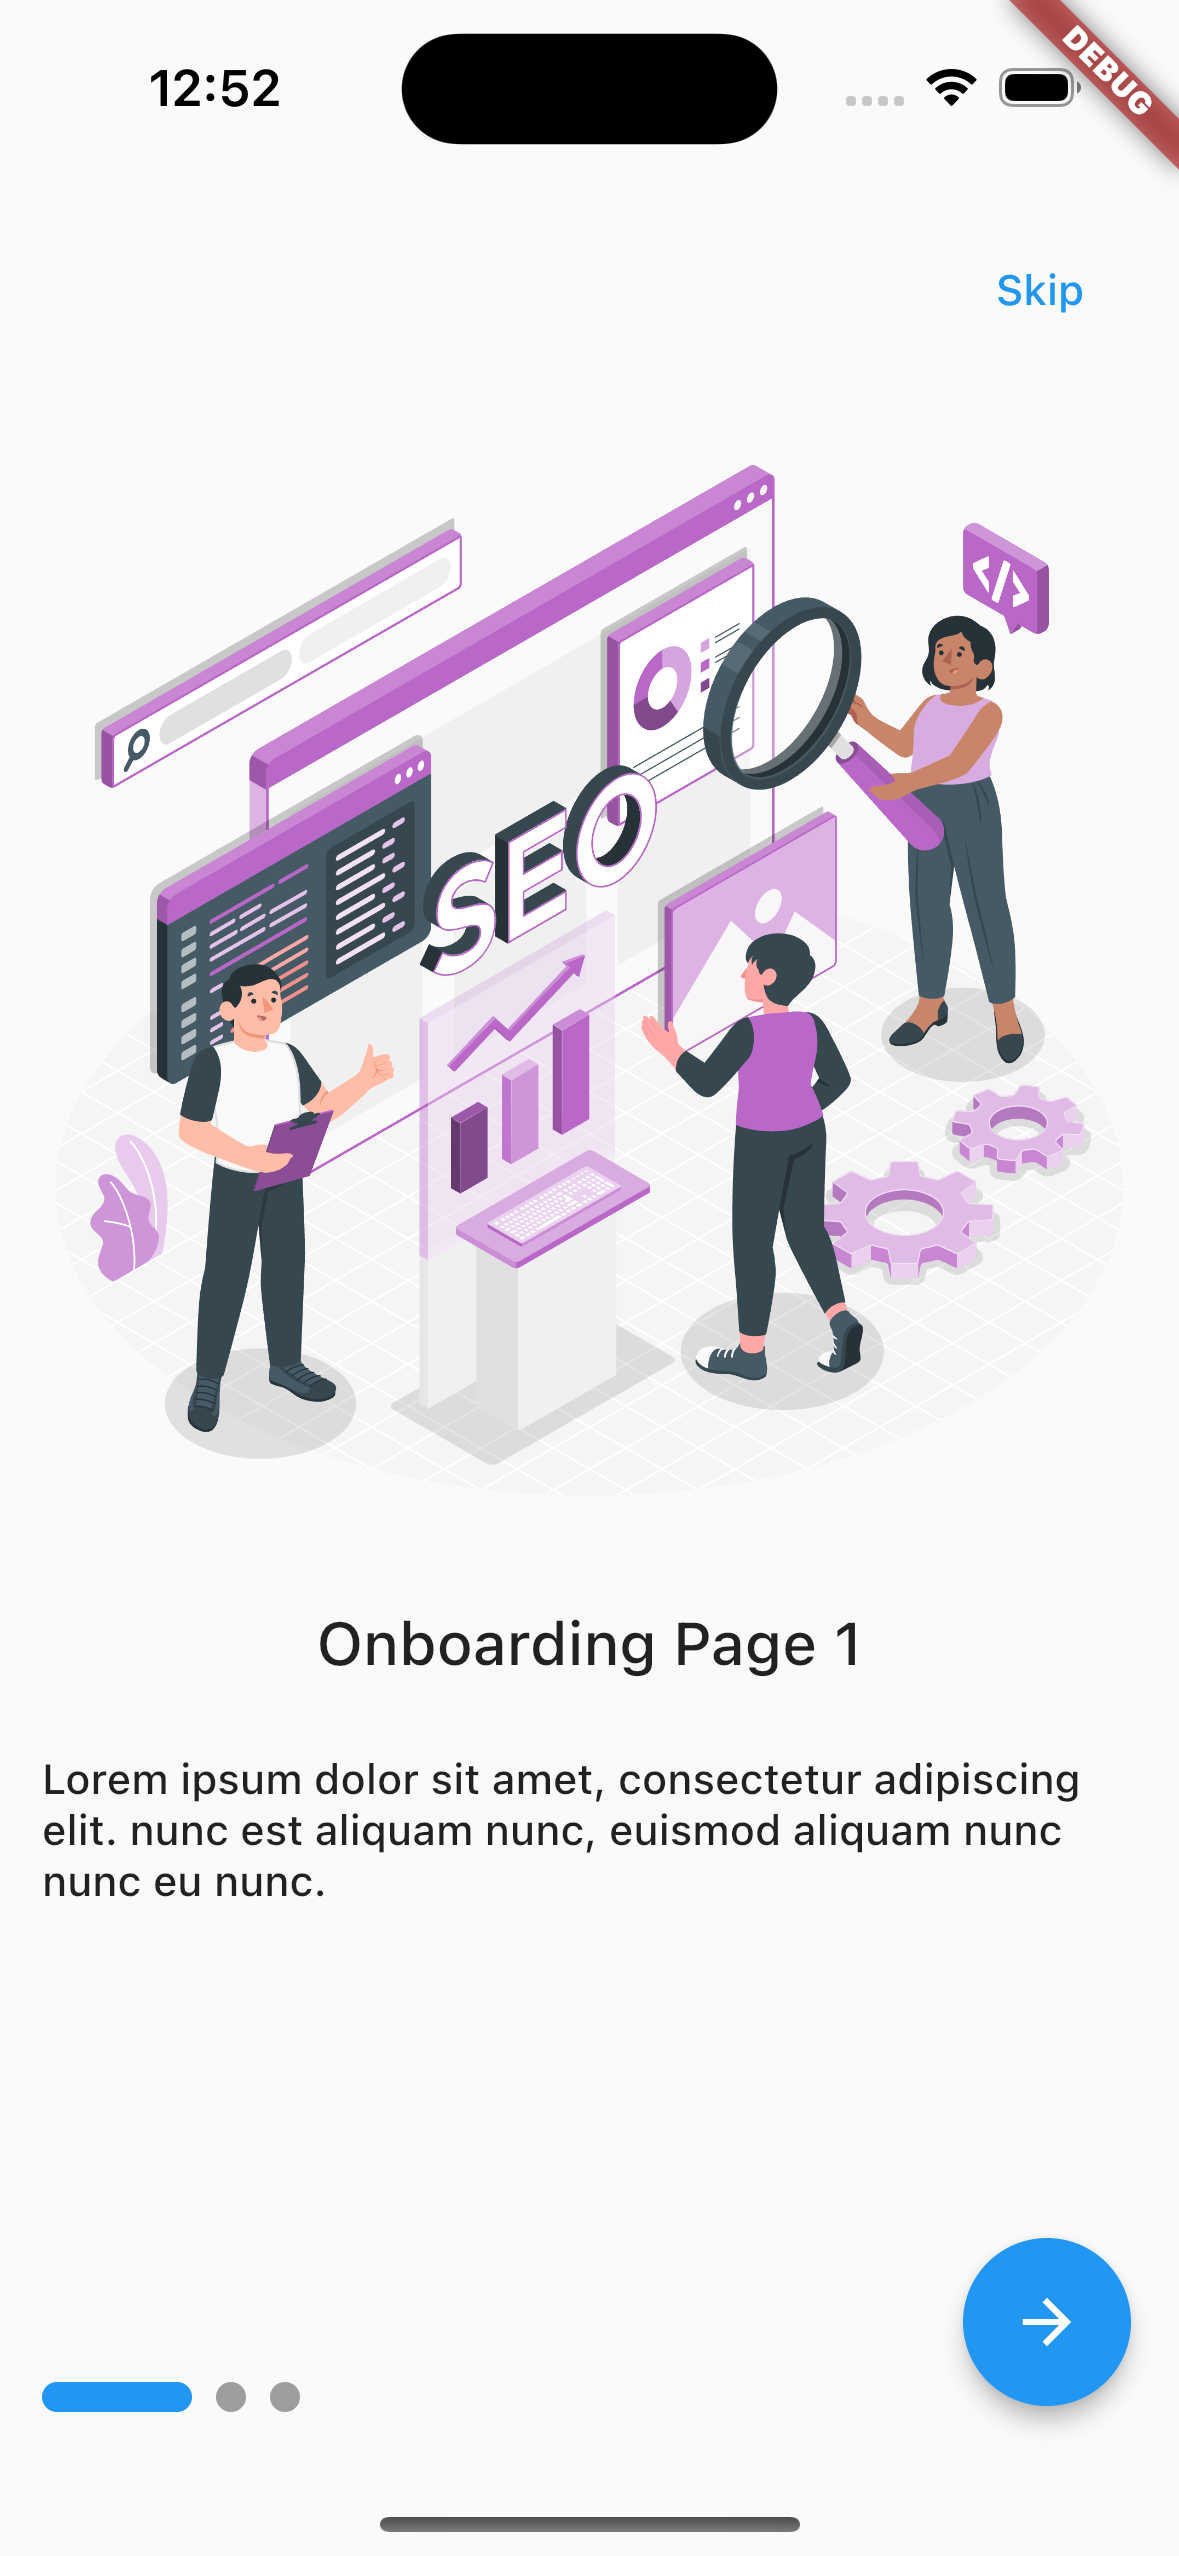 12:52
DEBUG
Skip
</>
SEO
Onboarding Page 1
Lorem ipsum dolor sit amet, consectetur adipiscing
elit. nunc est aliquam nunc, euismod aliquam nunc
nunc eu nunc.